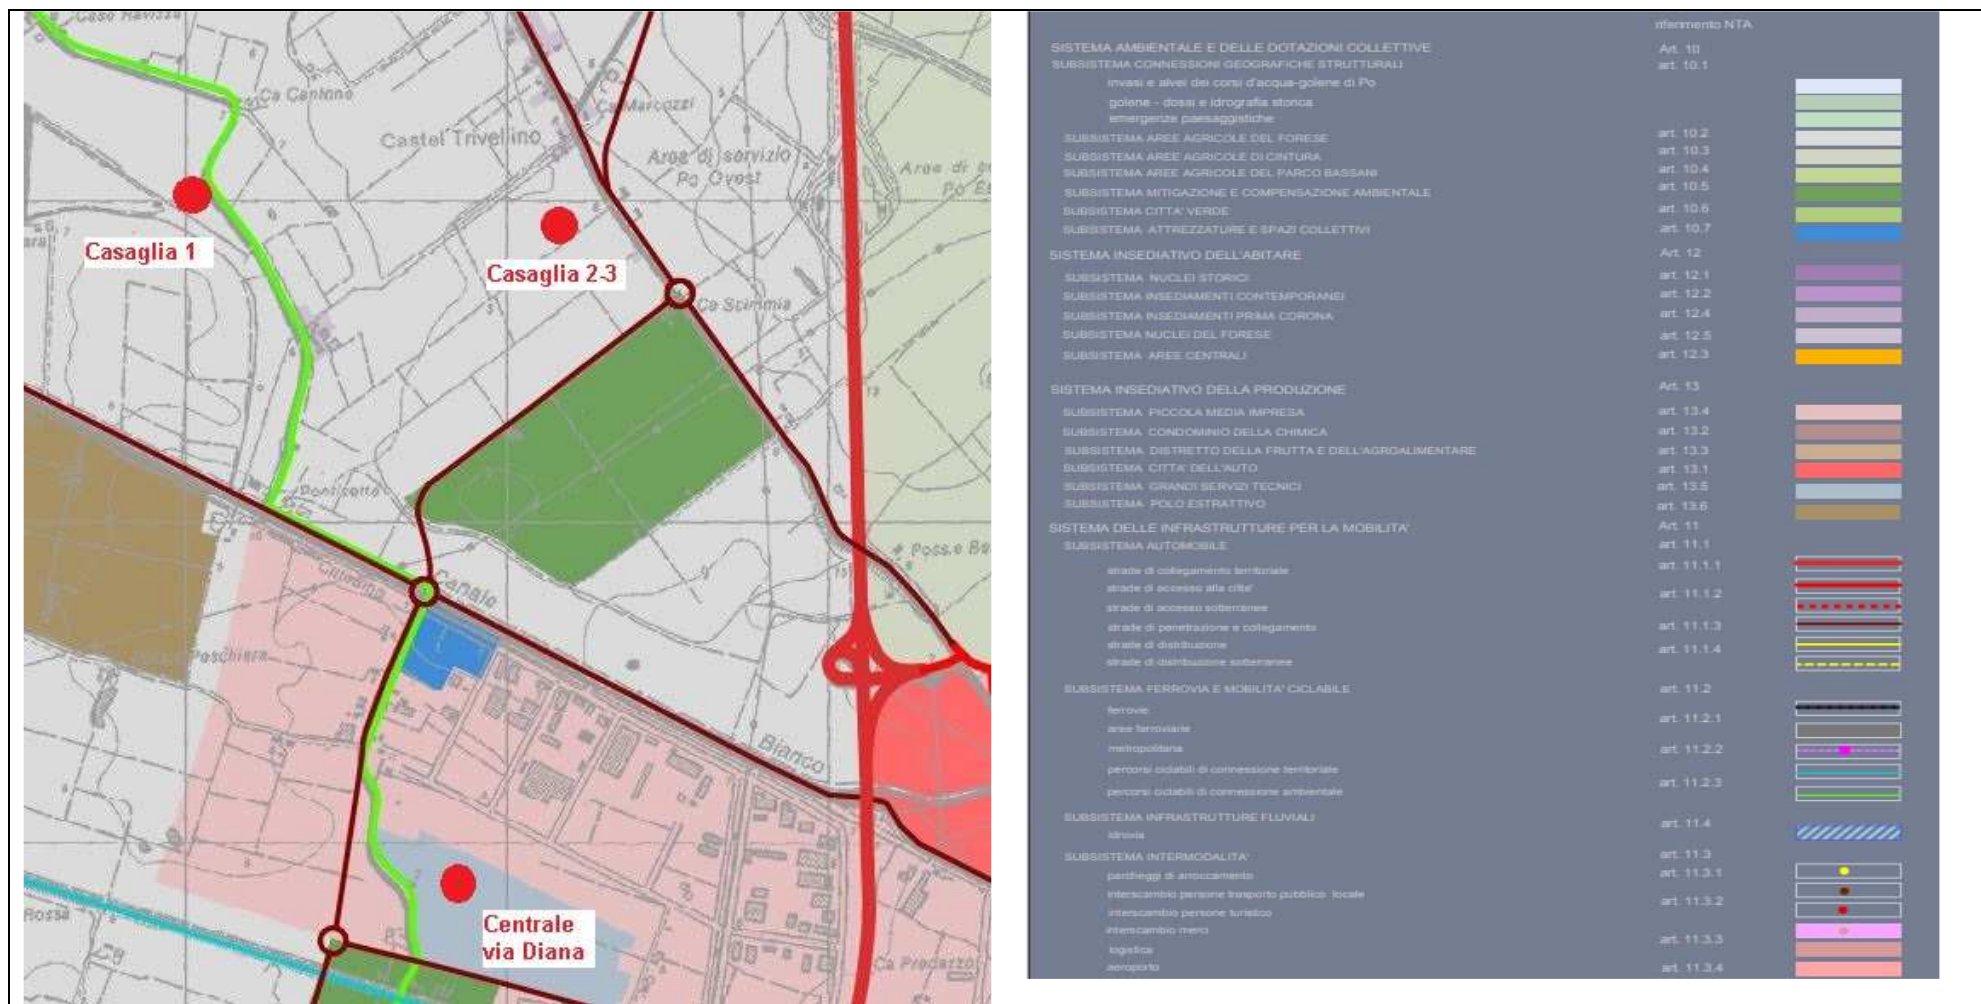 Caso Ravizza
Ca Cantone
Ca Marcozzi
Castel Trivellino
Aree di servizio
Po Ovest
Aree di
Casaglia 1
Casaglia 2-3
Ca Scimmia
Ponticetto
Poss.e
Canale
Cittadino
Peschiera
Bianco
Centrale
via Diana
Rossa
Ca Predarzo
riferimento NTA
SISTEMA AMBIENTALE E DELLE DOTAZIONI COLLETTIVE Art. 10
SUBSISTEMA CONNESSIONI GEOGRAFICHE STRUTTURALI art. 10.1
invasi e alvei dei corsi d'acqua-golene di Po
golene - dossi e idrografia storica
emergenze paesaggistiche
SUBSISTEMA AREE AGRICOLE DEL FORESE art. 10.2
SUBSISTEMA AREE AGRICOLE DI CINTURA art. 10.3
SUBSISTEMA AREE AGRICOLE DEL PARCO BASSANI art. 10.4
SUBSISTEMA MITIGAZIONE E COMPENSAZIONE AMBIENTALE art. 10.5
SUBSISTEMA CITTA' VERDE art. 10.6
SUBSISTEMA ATTREZZATURE E SPAZI COLLETTIVI art. 10.7
SISTEMA INSEDIATIVO DELL'ABITARE Art. 12
SUBSISTEMA NUCLEI STORICI art. 12.1
SUBSISTEMA INSEDIAMENTI CONTEMPORANEI art. 12.2
SUBSISTEMA INSEDIAMENTI PRIMA CORONA art. 12.4
SUBSISTEMA NUCLEI DEL FORESE art. 12.5
SUBSISTEMA AREE CENTRALI art. 12.3
SISTEMA INSEDIATIVO DELLA PRODUZIONE Art. 13
SUBSISTEMA PICCOLA MEDIA IMPRESA art. 13.4
SUBSISTEMA CONDOMINIO DELLA CHIMICA art. 13.2
SUBSISTEMA DISTRETTO DELLA FRUTTA E DELL'AGROALIMENTARE art. 13.3
SUBSISTEMA CITTA' DELL'AUTO art. 13.1
SUBSISTEMA GRANDI SERVIZI TECNICI art. 13.5
SUBSISTEMA POLO ESTRATTIVO art. 13.6
SISTEMA DELLE INFRASTRUTTURE PER LA MOBILITA' Art. 11
SUBSISTEMA AUTOMOBILE art. 11.1
strade di collegamento territoriale art. 11.1.1
strade di accesso alla citta' art. 11.1.2
strade di accesso sotterranee
strade di penetrazione e collegamento art. 11.1.3
strade di distribuzione art. 11.1.4
strade di distribuzione sotterranee
SUBSISTEMA FERROVIA E MOBILITA' CICLABILE art. 11.2
ferrovie art. 11.2.1
aree ferroviarie
metropolitana art. 11.2.2
percorsi ciclabili di connessione territoriale art. 11.2.3
percorsi ciclabili di connessione ambientale
SUBSISTEMA INFRASTRUTTURE FLUVIALI art. 11.4
idrovia
SUBSISTEMA INTERMODALITA' art. 11.3
parcheggi di arroccamento art. 11.3.1
interscambio persone trasporto pubblico locale art. 11.3.2
interscambio persone turistico
interscambio merci art. 11.3.3
logistica
aeroporto art. 11.3.4